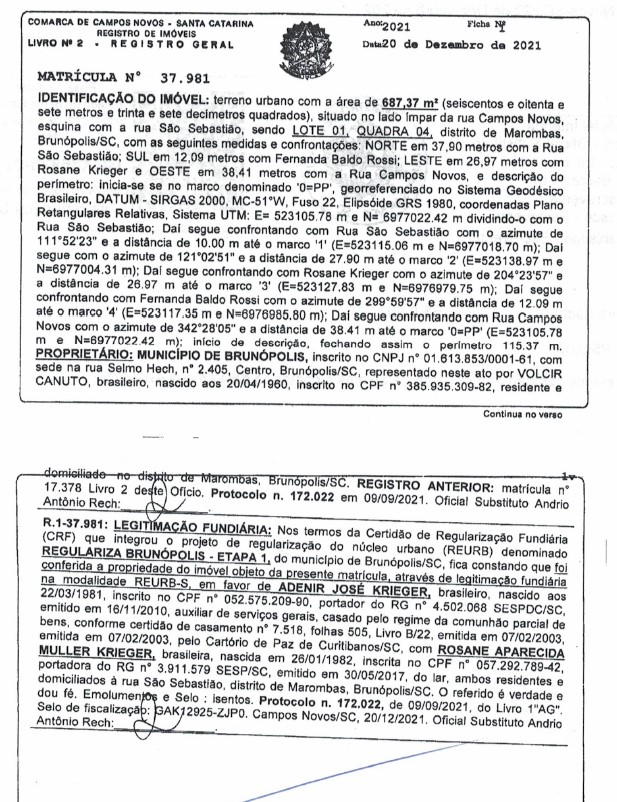 COMARCA DE CAMPOS NOVOS - SANTA CATARINA
REGISTRO DE IMÓVEIS
LIVRO Nº 2 - REGISTRO GERAL
Ano: 2021 Ficha Nº
Data 20 de Dezembro de 2021
MATRÍCULA N° 37.981
IDENTIFICAÇÃO DO IMÓVEL: terreno urbano com a área de 687,37 m² (seiscentos e oitenta e
sete metros e trinta e sete decímetros quadrados), situado no lado ímpar da rua Campos Novos,
esquina com a rua São Sebastião, sendo LOTE 01, QUADRA 04, distrito de Marombas,
Brunópolis/SC, com as seguintes medidas e confrontações: NORTE em 37,90 metros com a Rua
São Sebastião; SUL em 12,09 metros com Fernanda Baldo Rossi; LESTE em 26,97 metros com
Rosane Krieger e OESTE em 38,41 metros com a Rua Campos Novos, e descrição do
perímetro: inicia-se se no marco denominado '0=PP', georreferenciado no Sistema Geodésico
Brasileiro, DATUM - SIRGAS 2000, MC-51°W, Fuso 22, Elipsóide GRS 1980, coordenadas Plano
Retangulares Relativas, Sistema UTM: E= 523105.78 m e N= 6977022.42 m dividindo-o com o
Rua São Sebastião; Daí segue confrontando com Rua São Sebastião com o azimute de
111°52'23" e a distância de 10.00 m até o marco '1' (E=523115.06 m e N=6977018.70 m); Daí
segue com o azimute de 121°02'51" e a distância de 27.90 m até o marco '2' (E=523138.97 m e
N=6977004.31 m); Daí segue confrontando com Rosane Krieger com o azimute de 204°23'57" e
a distância de 26.97 m até o marco '3' (E=523127.83 m e N=6976979.75 m); Daí segue
confrontando com Fernanda Baldo Rossi com o azimute de 299°59'57" e a distância de 12.09 m
até o marco '4' (E=523117.35 m e N=6976985.80 m); Daí segue confrontando com Rua Campos
Novos com o azimute de 342°28'05" e a distância de 38.41 m até o marco '0=PP' (E=523105.78
m e N=6977022.42 m); início de descrição, fechando assim o perímetro 115.37 m.
PROPRIETÁRIO: MUNICÍPIO DE BRUNÓPOLIS, inscrito no CNPJ n° 01.613.853/0001-61, com
sede na rua Selmo Hech, n° 2.405, Centro, Brunópolis/SC, representado neste ato por VOLCIR
CANUTO, brasileiro, nascido aos 20/04/1960, inscrito no CPF n° 385.935.309-82, residente e
Continua no verso
1v
domiciliado no distrito de Marombas, Brunópolis/SC. REGISTRO ANTERIOR: matrícula n°
17.378 Livro 2 deste Ofício. Protocolo n. 172.022 em 09/09/2021. Oficial Substituto Andrio
Antônio Rech:
R.1-37.981: LEGITIMAÇÃO FUNDIÁRIA: Nos termos da Certidão de Regularização Fundiária
(CRF) que integrou o projeto de regularização do núcleo urbano (REURB) denominado
REGULARIZA BRUNÓPOLIS - ETAPA 1, do município de Brunópolis/SC, fica constando que foi
conferida a propriedade do imóvel objeto da presente matrícula, através de legitimação fundiária
na modalidade REURB-S, em favor de ADENIR JOSÉ KRIEGER, brasileiro, nascido aos
22/03/1981, inscrito no CPF n° 052.575.209-90, portador do RG n° 4.502.068 SESPDC/SC,
emitido em 16/11/2010, auxiliar de serviços gerais, casado pelo regime da comunhão parcial de
bens, conforme certidão de casamento n° 7.518, folhas 505, Livro B/22, emitida em 07/02/2003,
emitida em 07/02/2003, pelo Cartório de Paz de Curitibanos/SC, com ROSANE APARECIDA
MULLER KRIEGER, brasileira, nascida em 26/01/1982, inscrita no CPF n° 057.292.789-42,
portadora do RG n° 3.911.579 SESP/SC, emitido em 30/05/2017, do lar, ambos residentes e
domiciliados à rua São Sebastião, distrito de Marombas, Brunópolis/SC. O referido é verdade e
dou fé. Emolumentos e Selo : isentos. Protocolo n. 172.022, de 09/09/2021, do Livro 1"AG".
Selo de fiscalização: GAK12925-ZJP0. Campos Novos/SC, 20/12/2021. Oficial Substituto Andrio
Antônio Rech: